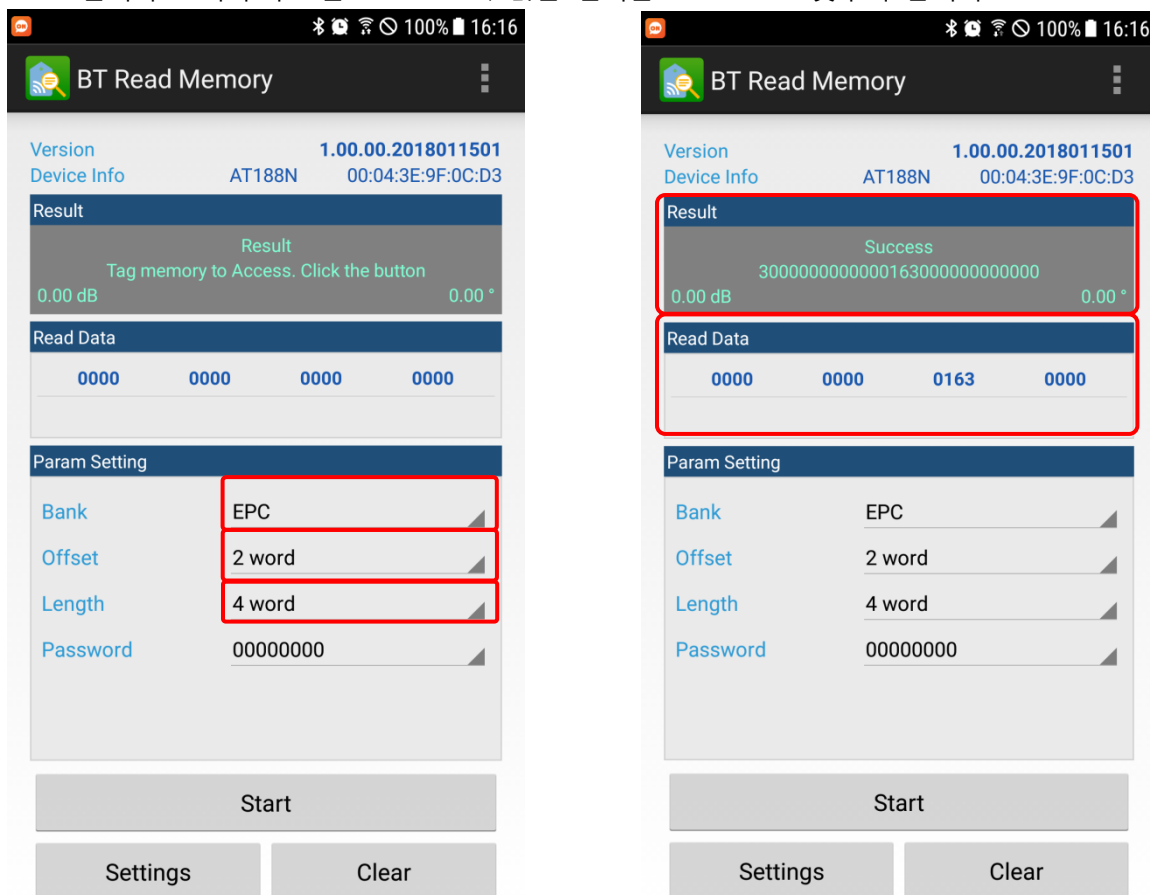 100% 16:16
BT Read Memory
Version 1.00.00.2018011501
Device Info AT188N 00:04:3E:9F:0C:D3
Result
Result
Tag memory to Access. Click the button
0.00 dB 0.00 °
Read Data
0000 0000 0000 0000
Param Setting
Bank EPC
Offset 2 word
Length 4 word
Password 00000000
Start
Settings Clear
100% 16:16
BT Read Memory
Version 1.00.00.2018011501
Device Info AT188N 00:04:3E:9F:0C:D3
Result
Success
3000000000000163000000000000
0.00 dB 0.00 °
Read Data
0000 0000 0163 0000
Param Setting
Bank EPC
Offset 2 word
Length 4 word
Password 00000000
Start
Settings Clear